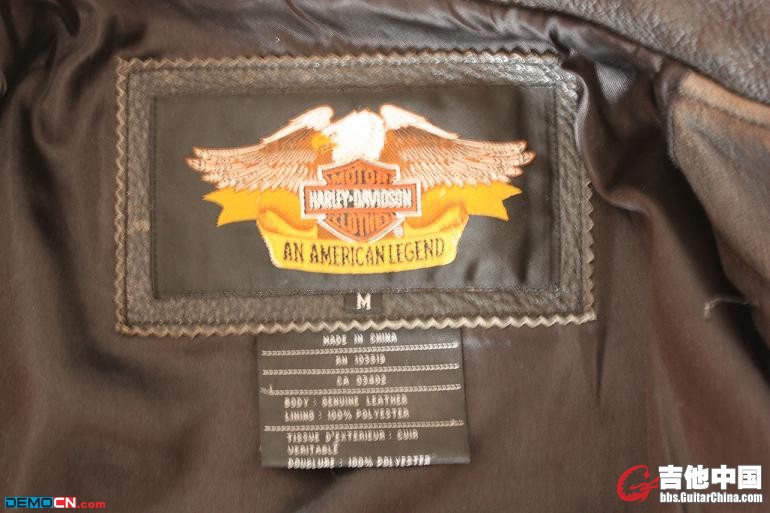 MOTOR
HARLEY-DAVIDSON
®
AN AMERICAN LEGEND
M
MADE IN CHINA
RN 103819
CA 03402
BODY : GENUINE LEATHER
LINING : 100% POLYESTER
TISSUE D'EXTERIEUR : CUIR
VERITABLE
DOUBLURE : 100% POLYESTER
DEMOCN.com
吉他中国
bbs.GuitarChina.com